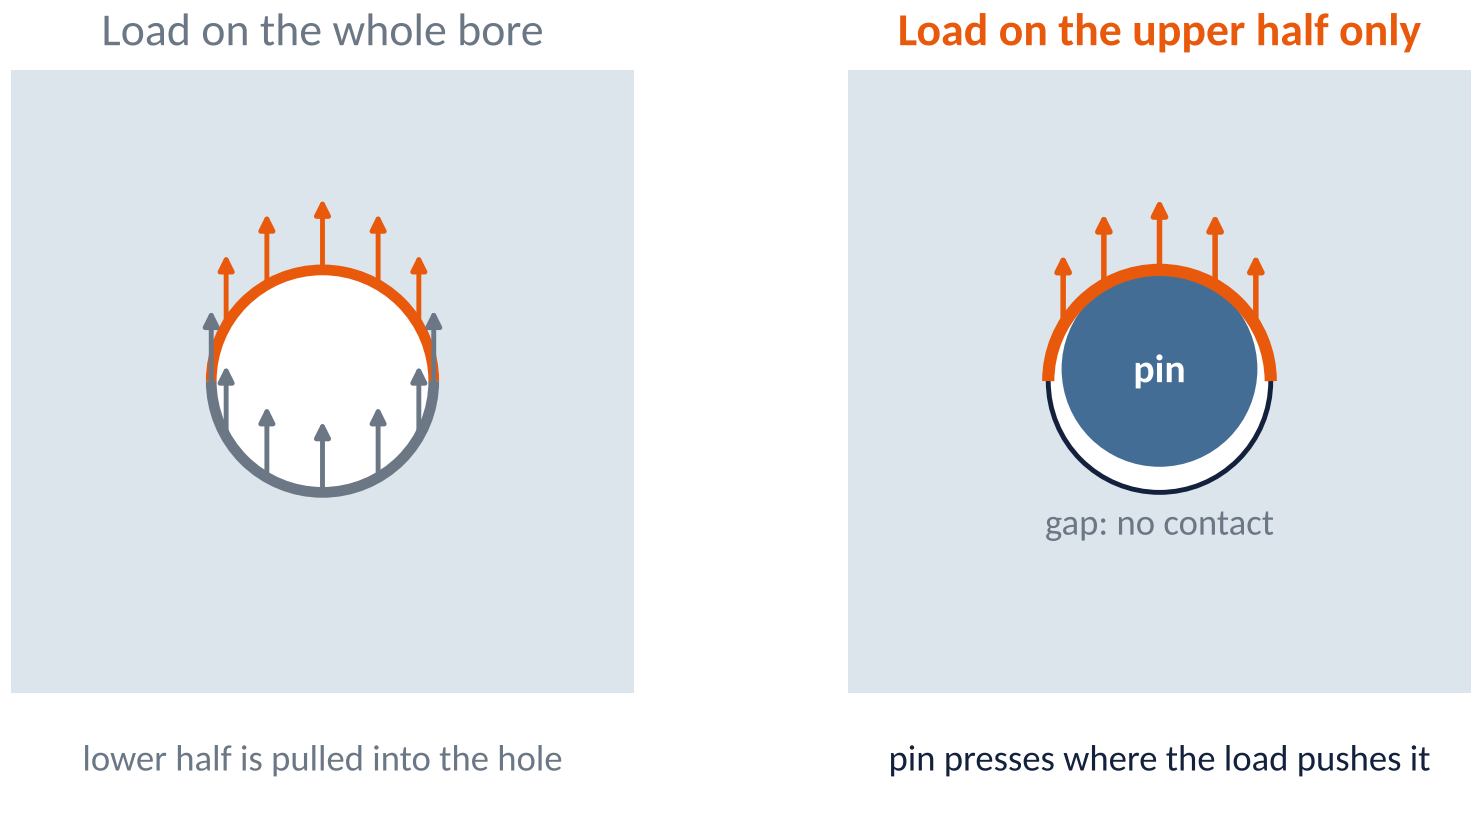 Load on the whole bore
Load on the upper half only
pin
gap: no contact
lower half is pulled into the hole
pin presses where the load pushes it